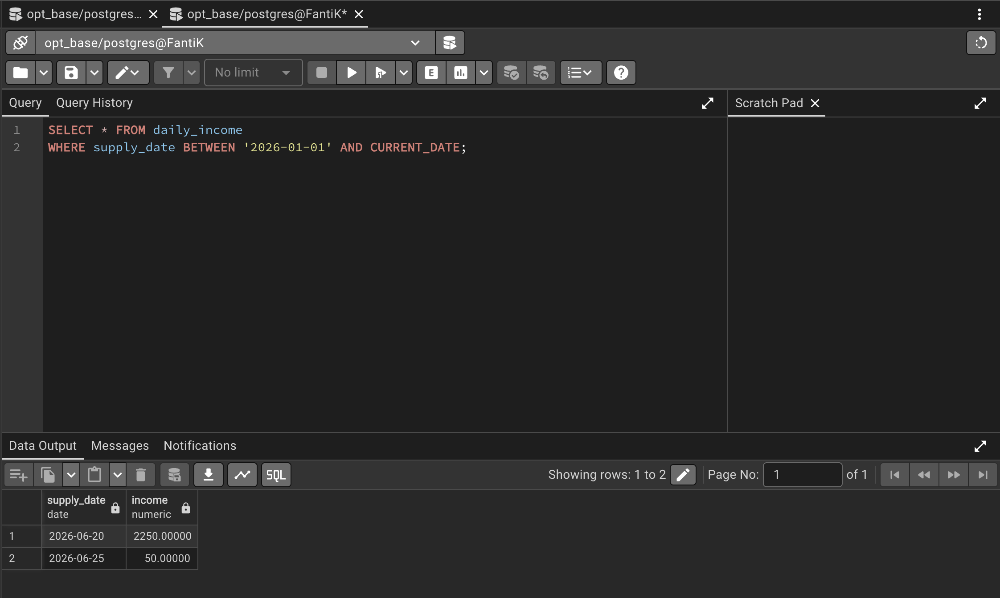 opt_base/postgres... opt_base/postgres@FantiK*
opt_base/postgres@FantiK
No limit E
Query Query History Scratch Pad
1 SELECT * FROM daily_income
2 WHERE supply_date BETWEEN '2026-01-01' AND CURRENT_DATE;
Data Output Messages Notifications
SQL Showing rows: 1 to 2 Page No: 1 of 1
supply_date income
date numeric
1 2026-06-20 2250.00000
2 2026-06-25 50.00000